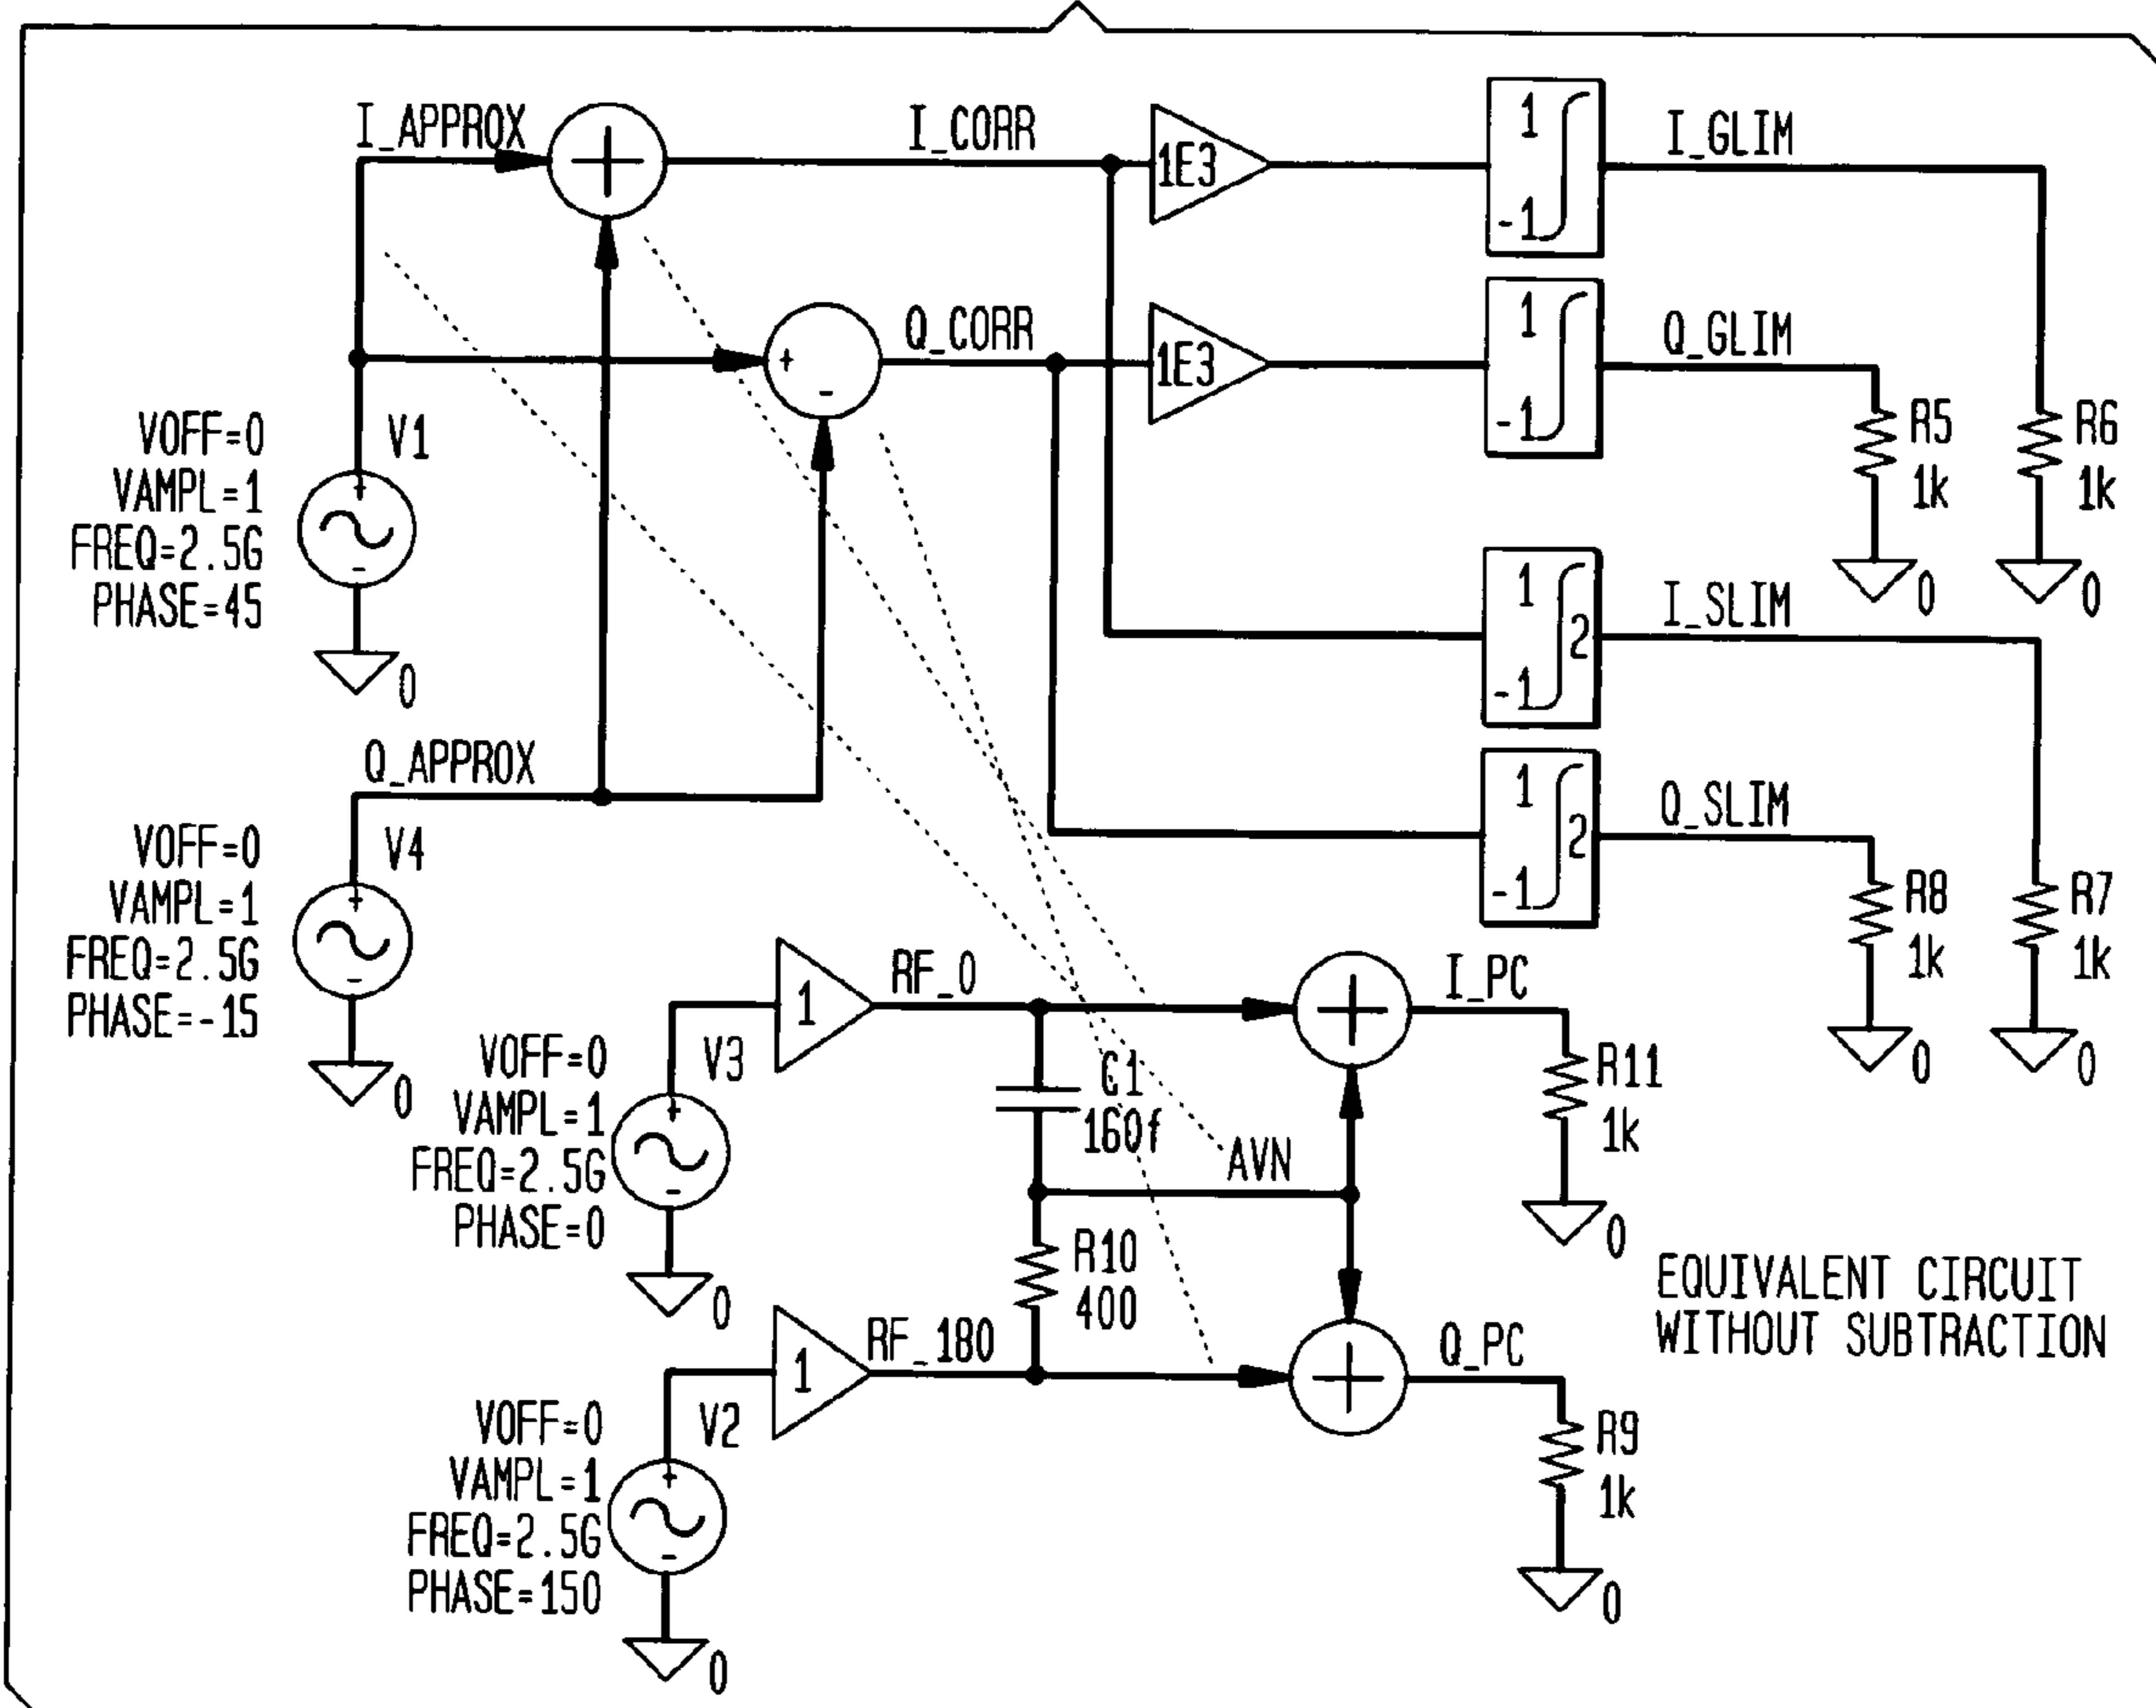 I_APPROX
I_CORR
1E3
1
-1
I_GLIM
Q_CORR
+
-
1E3
1
-1
Q_GLIM
VOFF=0
VAMPL=1
FREQ=2.5G
PHASE=45
V1
+
-
0
R5
1k
0
R6
1k
0
1
2
-1
I_SLIM
Q_APPROX
1
2
-1
Q_SLIM
VOFF=0
VAMPL=1
FREQ=2.5G
PHASE=-15
V4
+
-
0
R8
1k
0
R7
1k
0
VOFF=0
VAMPL=1
FREQ=2.5G
PHASE=0
V3
+
-
0
1
RF_0
C1
160f
AVN
+
I_PC
R11
1k
0
R10
400
EQUIVALENT CIRCUIT
WITHOUT SUBTRACTION
VOFF=0
VAMPL=1
FREQ=2.5G
PHASE=150
V2
+
-
0
1
RF_180
+
Q_PC
R9
1k
0